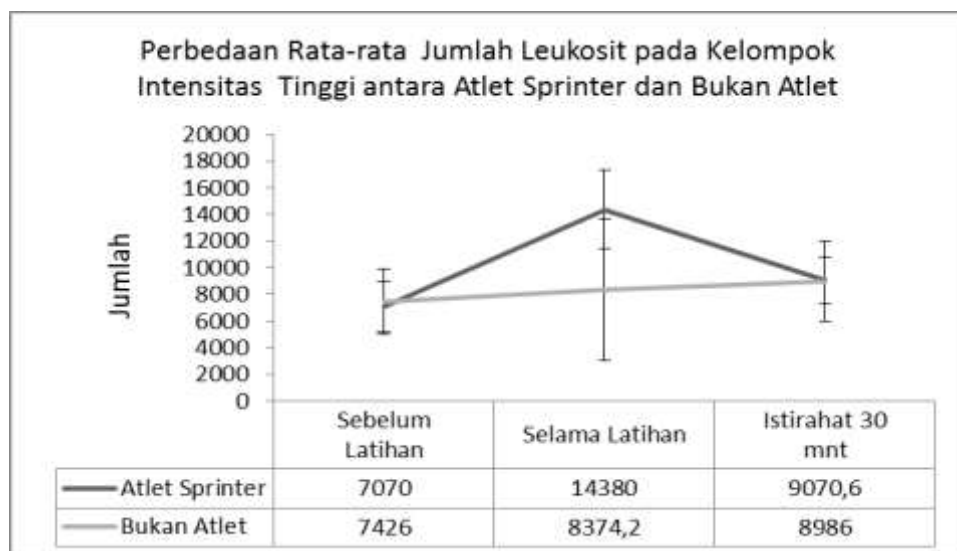 Perbedaan Rata-rata Jumlah Leukosit pada Kelompok
Intensitas Tinggi antara Atlet Sprinter dan Bukan Atlet
Jumlah
20000
18000
16000
14000
12000
10000
8000
6000
4000
2000
0
Sebelum
Latihan
Selama Latihan
Istirahat 30
mnt
Atlet Sprinter 7070 14380 9070,6
Bukan Atlet 7426 8374,2 8986